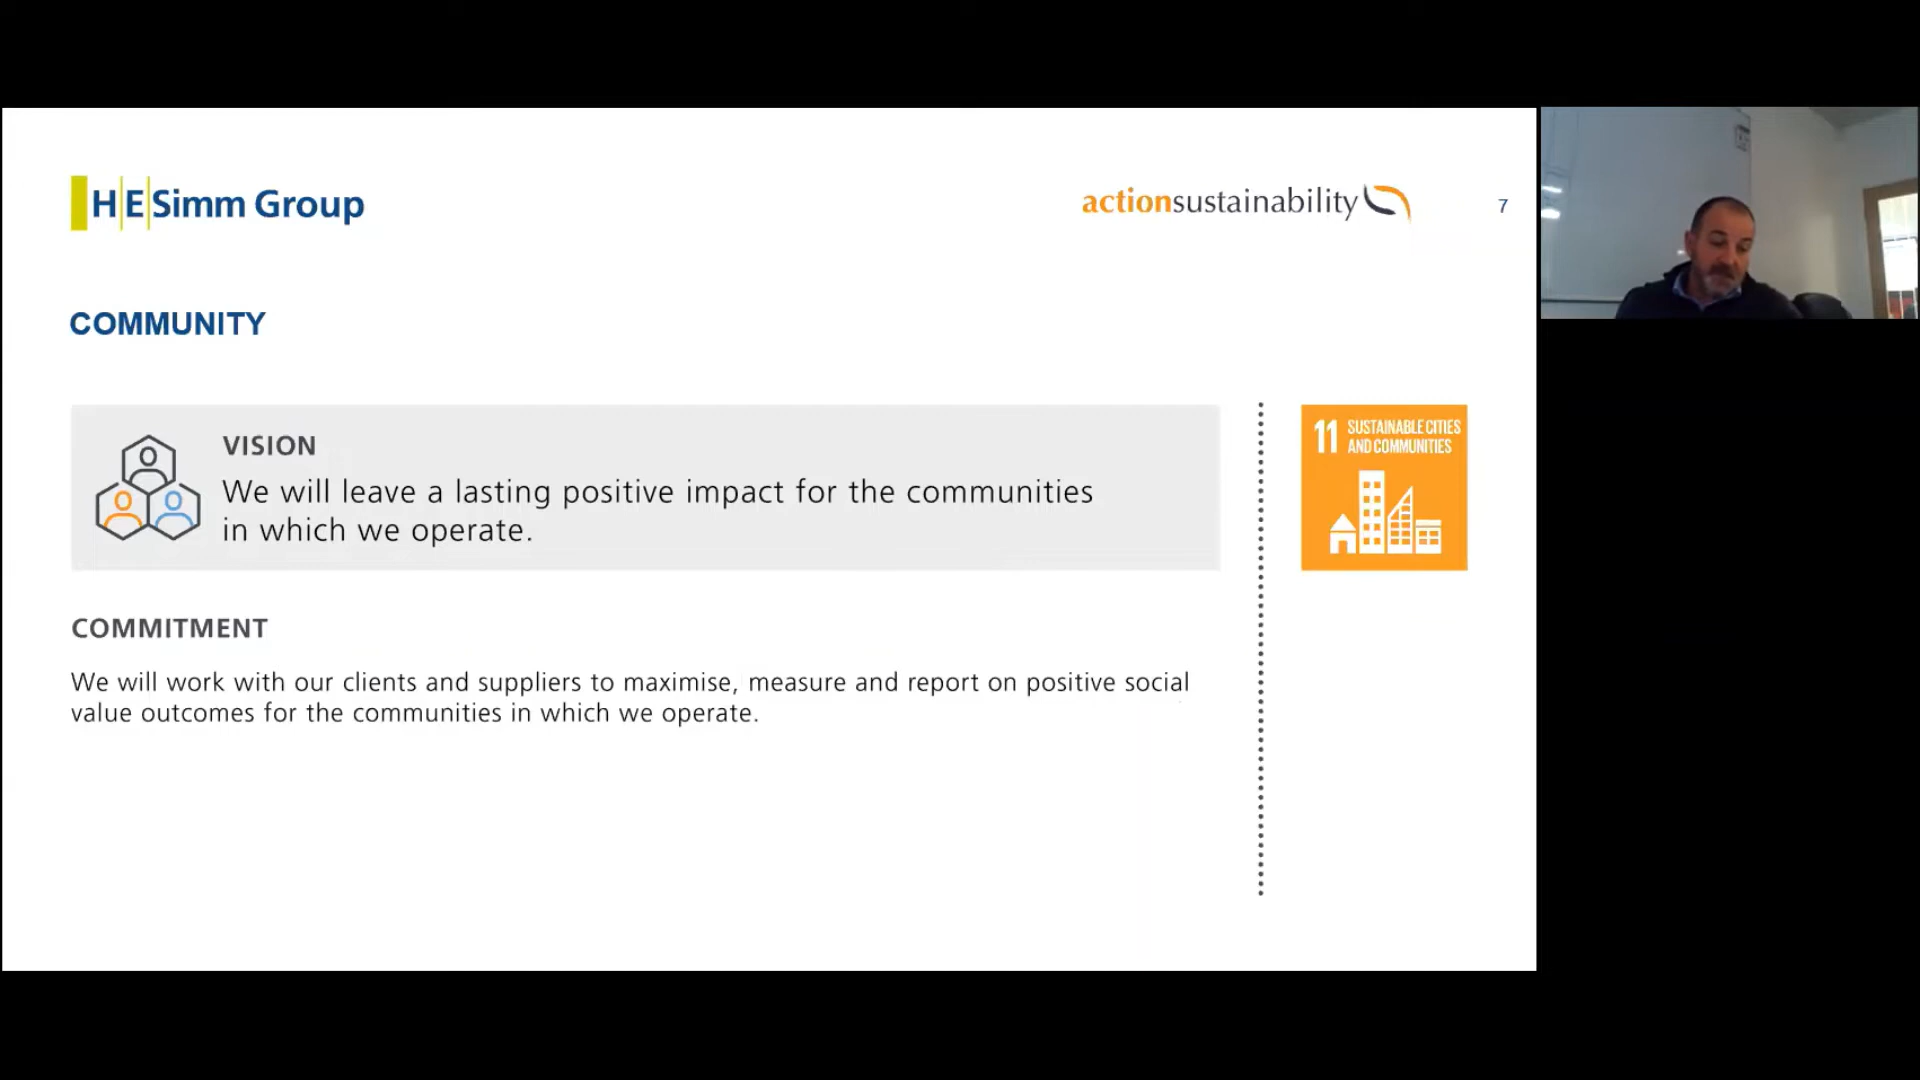 H E Simm Group
actionsustainability
7
COMMUNITY
VISION
We will leave a lasting positive impact for the communities
in which we operate.
11 SUSTAINABLE CITIES
AND COMMUNITIES
COMMITMENT
We will work with our clients and suppliers to maximise, measure and report on positive social
value outcomes for the communities in which we operate.